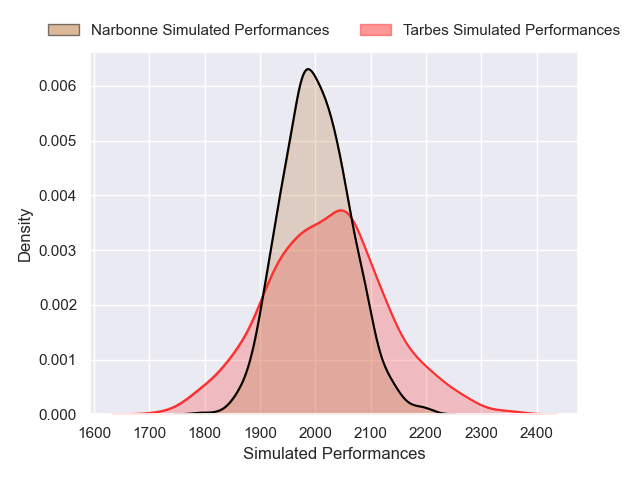 Narbonne Simulated Performances
Tarbes Simulated Performances
0.006
0.005
0.004
0.003
0.002
0.001
0.000
Density
1600 1700 1800 1900 2000 2100 2200 2300 2400
Simulated Performances